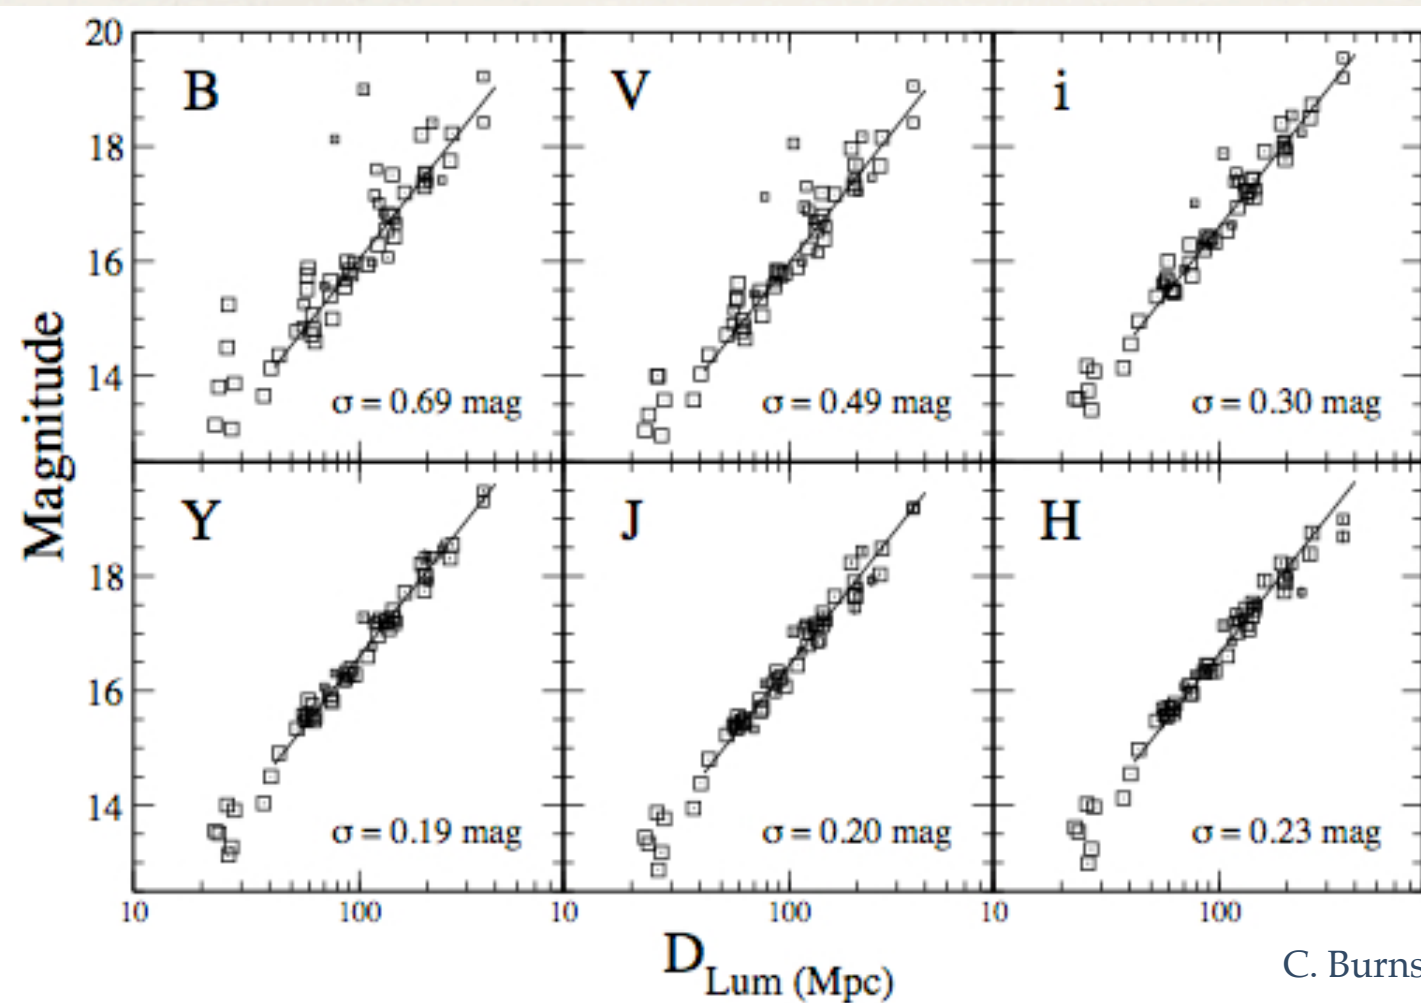 20
B
V
i
18
16
14
σ = 0.69 mag
σ = 0.49 mag
σ = 0.30 mag
Magnitude
Y
J
H
18
16
14
σ = 0.19 mag
σ = 0.20 mag
σ = 0.23 mag
10
100
10
100
10
100
D Lum (Mpc)
C. Burns